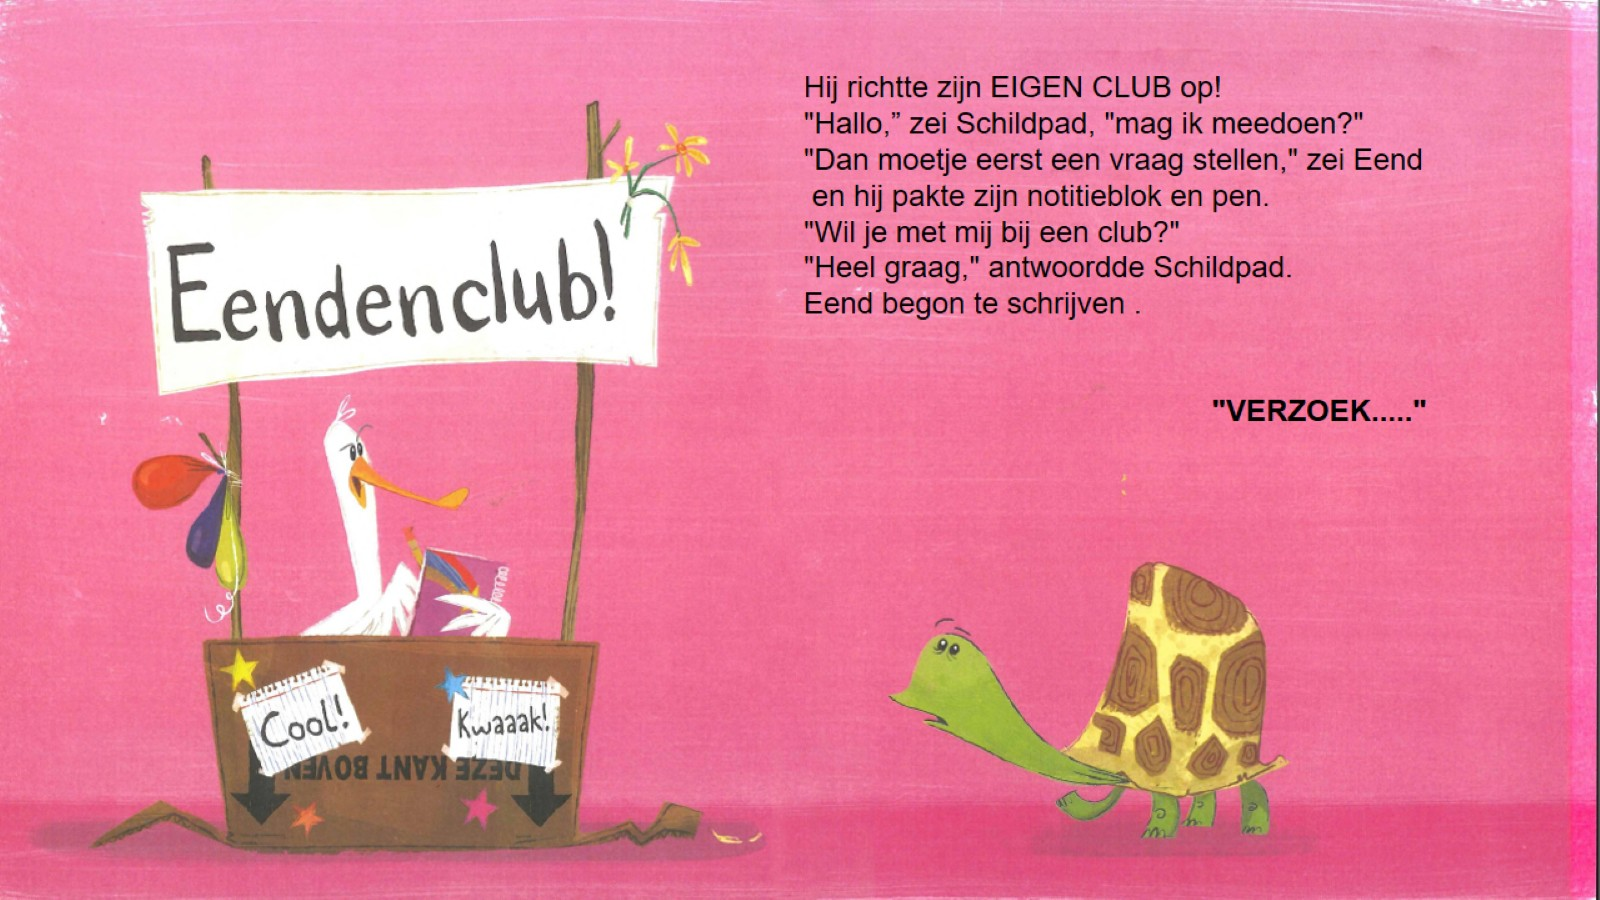 Hij richtte zijn EIGEN CLUB op!
"Hallo,” zei Schildpad, "mag ik meedoen?"
"Dan moetje eerst een vraag stellen," zei Eend
en hij pakte zijn notitieblok en pen.
"Wil je met mij bij een club?"
"Heel graag," antwoordde Schildpad.
Eend begon te schrijven .
"VERZOEK....."
Eendenclub!
Cool!
Kwaaak!
DEZE KANT BOVEN